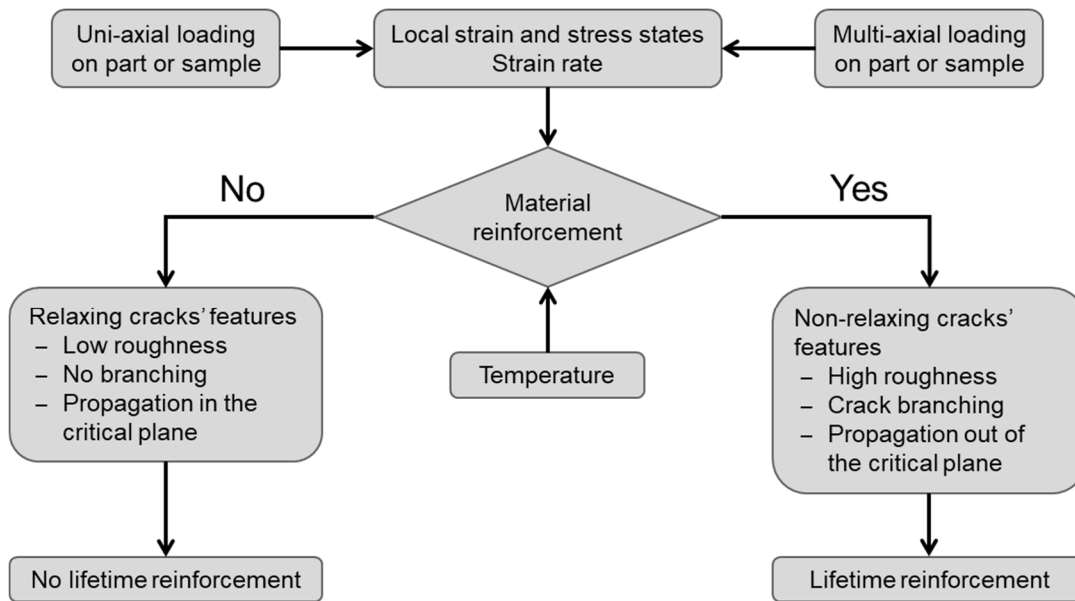 Uni-axial loading
on part or sample
Local strain and stress states
Strain rate
Multi-axial loading
on part or sample
No
Yes
Material
reinforcement
Relaxing cracks' features
– Low roughness
– No branching
– Propagation in the
critical plane
Temperature
Non-relaxing cracks'
features
– High roughness
– Crack branching
– Propagation out of
the critical plane
No lifetime reinforcement
Lifetime reinforcement